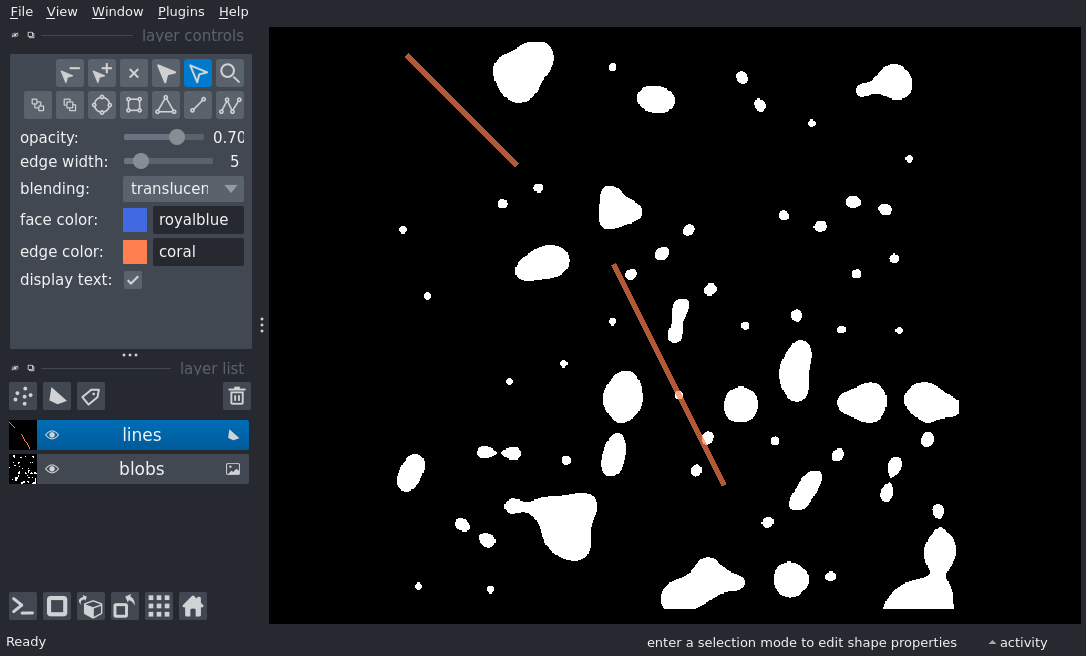 File View Window Plugins Help
layer controls
opacity: 0.70
edge width: 5
blending: translucen
face color: royalblue
edge color: coral
display text:
layer list
lines
blobs
Ready enter a selection mode to edit shape properties activity